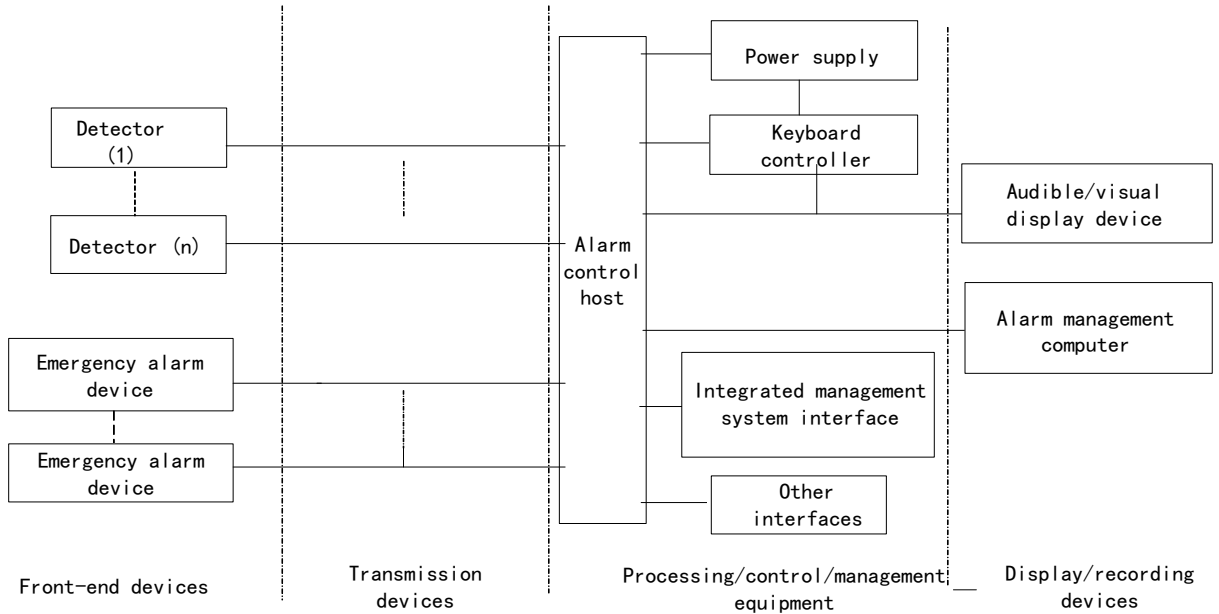 Power supply
Detector
(1)
Keyboard
controller
Audible/visual
display device
Detector (n)
Alarm
control
host
Alarm management
computer
Emergency alarm
device
Integrated management
system interface
Emergency alarm
device
Other
interfaces
Front-end devices
Transmission
devices
Processing/control/management
equipment
Display/recording
devices